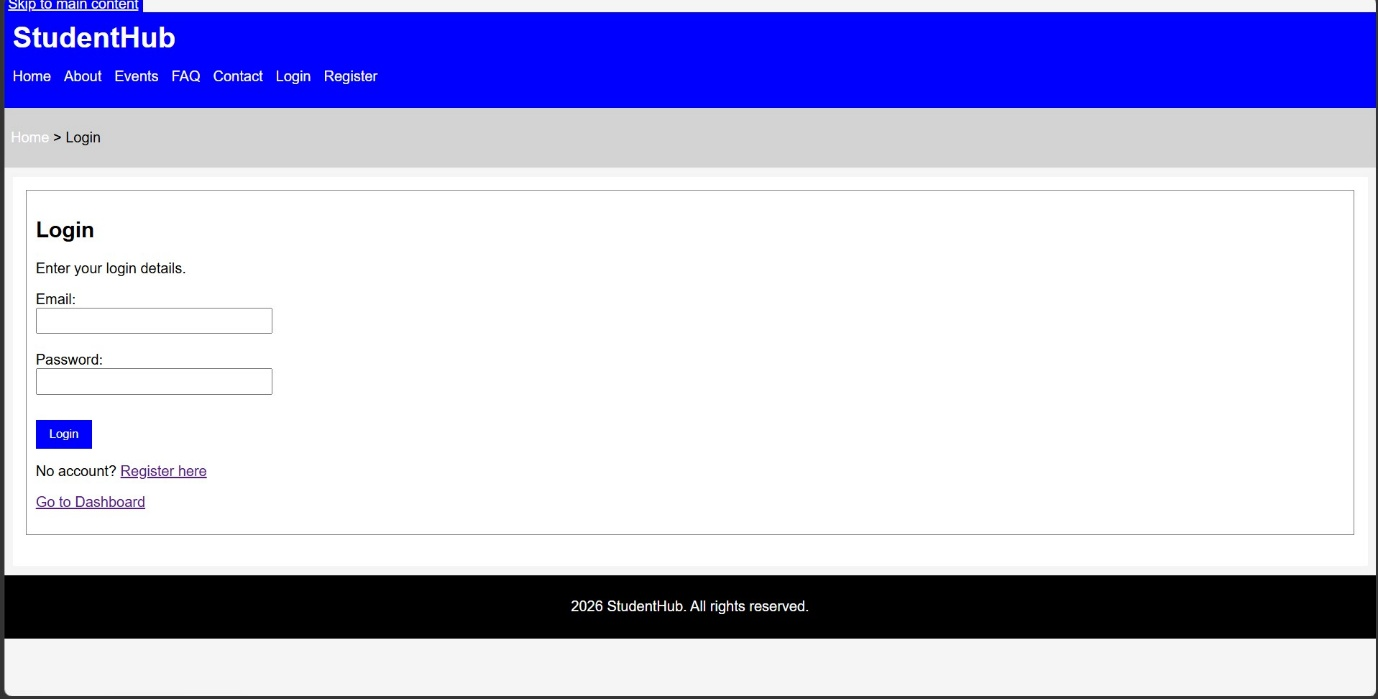 Skip to main content
StudentHub
Home About Events FAQ Contact Login Register
Home > Login
Login
Enter your login details.
Email:
Password:
Login
No account? Register here
Go to Dashboard
2026 StudentHub. All rights reserved.